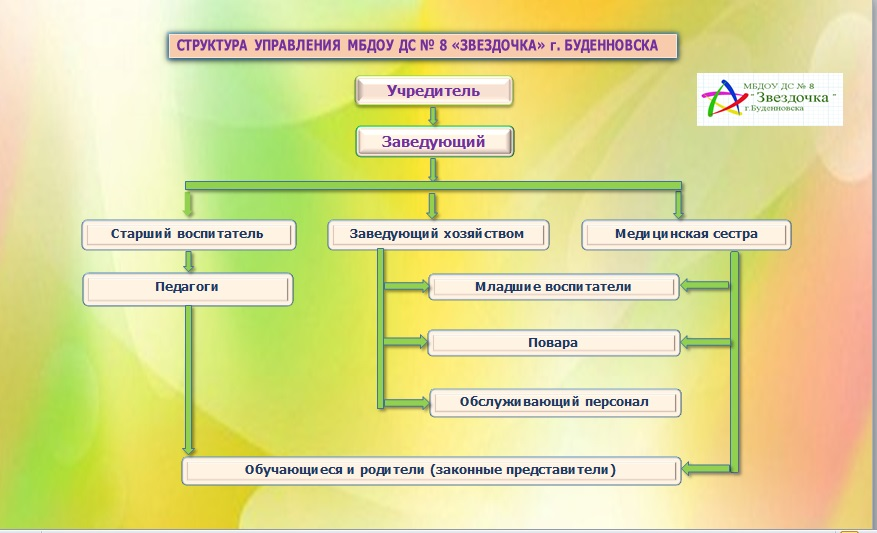 СТРУКТУРА УПРАВЛЕНИЯ МБДОУ ДС № 8 «ЗВЕЗДОЧКА» г. БУДЕННОВСКА
Учредитель
МБДОУ ДС № 8
"Звездочка"
г.Буденновска
Заведующий
Старший воспитатель
Заведующий хозяйством
Медицинская сестра
Педагоги
Младшие воспитатели
Повара
Обслуживающий персонал
Обучающиеся и родители (законные представители)